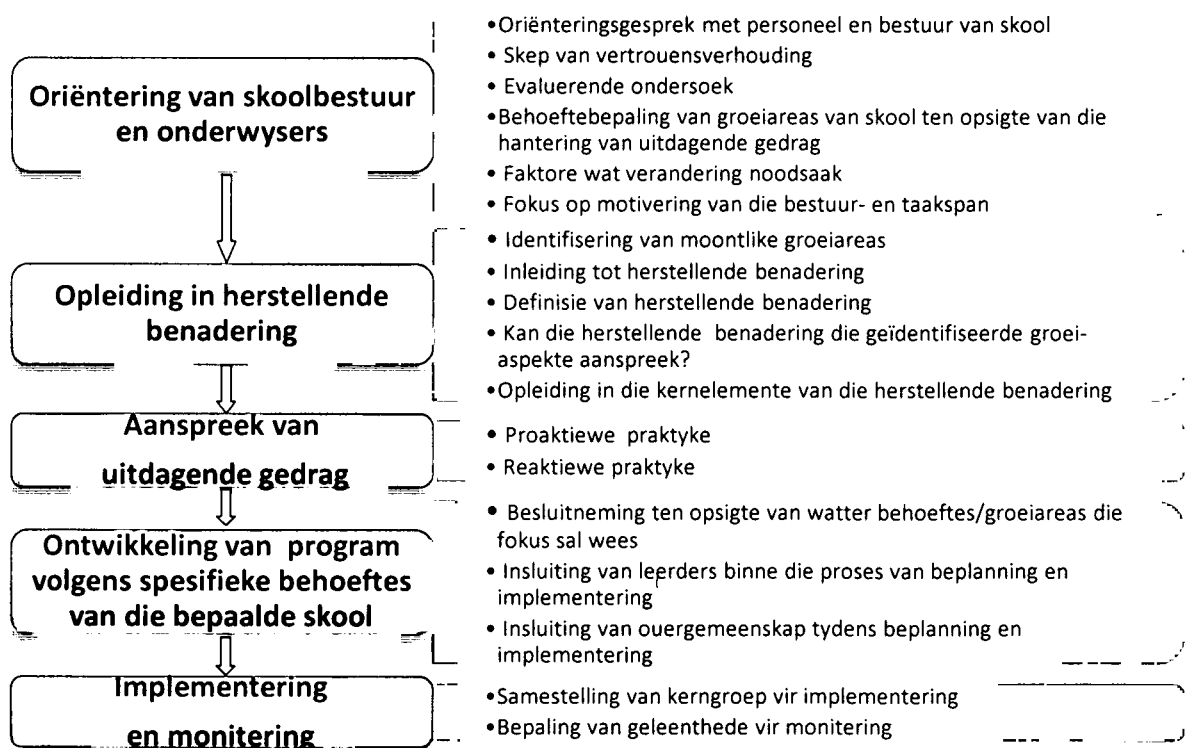 Oriëntering van skoolbestuur
en onderwysers
•Oriënteringsgesprek met personeel en bestuur van skool
• Skep van vertrouensverhouding
• Evaluerende ondersoek
•Behoeftebepaling van groeiareas van skool ten opsigte van die
hantering van uitdagende gedrag
• Faktore wat verandering noodsaak
• Fokus op motivering van die bestuur- en taakspan
Opleiding in herstellende
benadering
• Identifisering van moontlike groeiareas
• Inleiding tot herstellende benadering
• Definisie van herstellende benadering
• Kan die herstellende benadering die geïdentifiseerde groei-
aspekte aanspreek?
•Opleiding in die kernelemente van die herstellende benadering
Aanspreek van
uitdagende gedrag
• Proaktiewe praktyke
• Reaktiewe praktyke
Ontwikkeling van program
volgens spesifieke behoeftes
van die bepaalde skool
• Besluitneming ten opsigte van watter behoeftes/groeiareas die
fokus sal wees
• Insluiting van leerders binne die proses van beplanning en
implementering
• Insluiting van ouergemeenskap tydens beplanning en
implementering
Implementering
en monitering
•Samestelling van kerngroep vir implementering
•Bepaling van geleenthede vir monitering